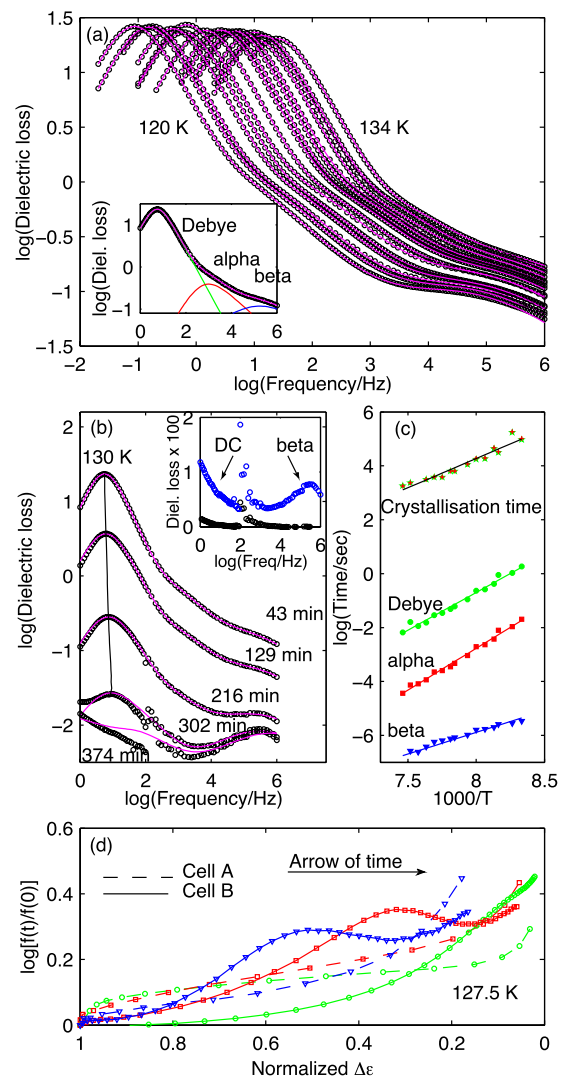 (a)
1.5
1
0.5
0
−0.5
−1
−1.5
log(Dielectric loss)
120 K
134 K
log(Diel. loss)
1
0
−1
Debye
alpha
beta
0 2 4 6
−2 −1 0 1 2 3 4 5 6
log(Frequency/Hz)
(b)
2
1
0
−1
−2
log(Dielectric loss)
130 K
Diel. loss x 100
2
1
0
DC
beta
0 2 4 6
log(Freq/Hz)
43 min
129 min
216 min
302 min
374 min
0 2 4 6
log(Frequency/Hz)
(c)
6
4
2
0
−2
−4
−6
log(Time/sec)
Crystallisation time
Debye
alpha
beta
7.5 8 8.5
1000/T
(d)
0.6
0.4
0.2
0
log[f(t)/f(0)]
Cell A
Cell B
Arrow of time
127.5 K
1 0.8 0.6 0.4 0.2 0
Normalized Δε